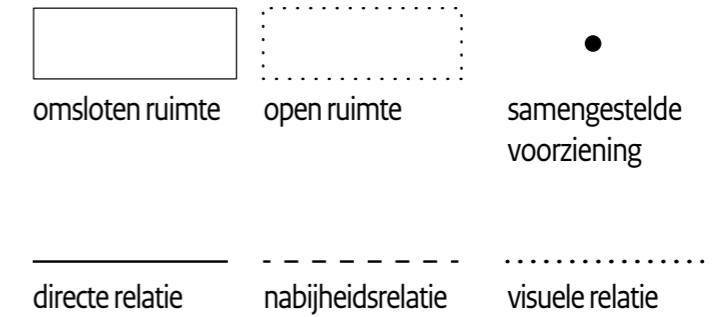 omsloten ruimte
open ruimte
samengestelde
voorziening
directe relatie
nabijheidsrelatie
visuele relatie